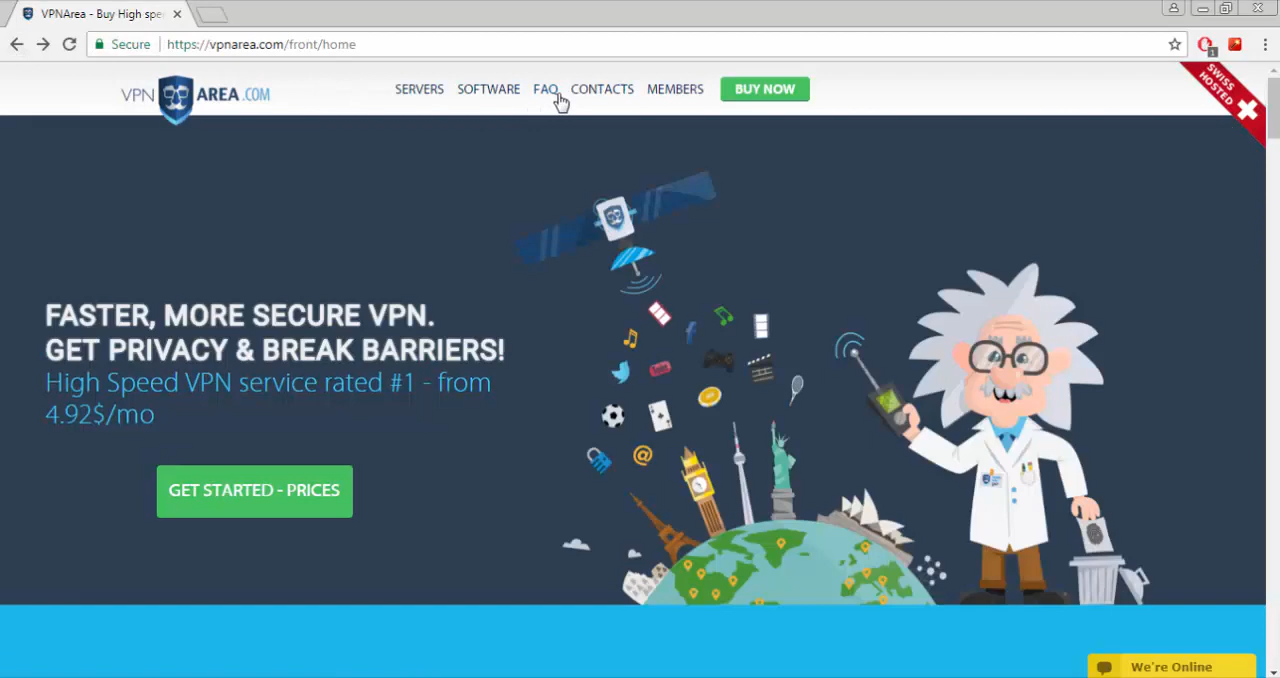 VPNArea - Buy High spe
Secure
https://vpnarea.com/front/home
1
VPN AREA.COM
SERVERS
SOFTWARE
FAQ
CONTACTS
MEMBERS
BUY NOW
SWISS
HOSTED
FASTER, MORE SECURE VPN.
GET PRIVACY & BREAK BARRIERS!
High Speed VPN service rated #1 - from
4.92$/mo
GET STARTED - PRICES
We're Online